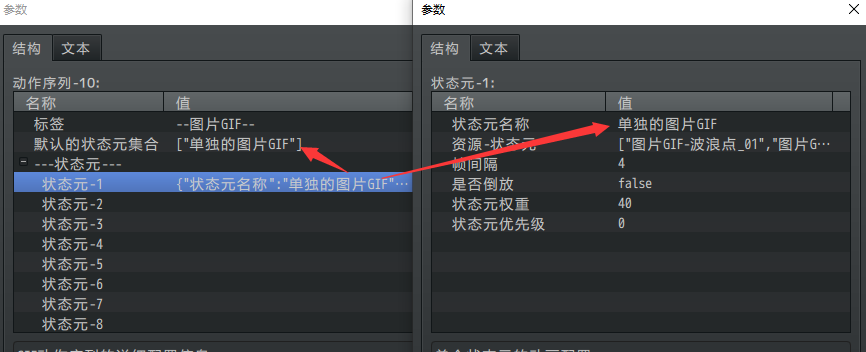 参数
结构 文本
动作序列-10:
名称 值
标签 --图片GIF--
默认的状态元集合 ["单独的图片GIF"]
---状态元---
状态元-1 {"状态元名称":"单独的图片GIF"…
状态元-2
状态元-3
状态元-4
状态元-5
状态元-6
状态元-7
状态元-8
参数
结构 文本
状态元-1:
名称 值
状态元名称 单独的图片GIF
资源-状态元 ["图片GIF-波浪点_01","图片G…
帧间隔 4
是否倒放 false
状态元权重 40
状态元优先级 0